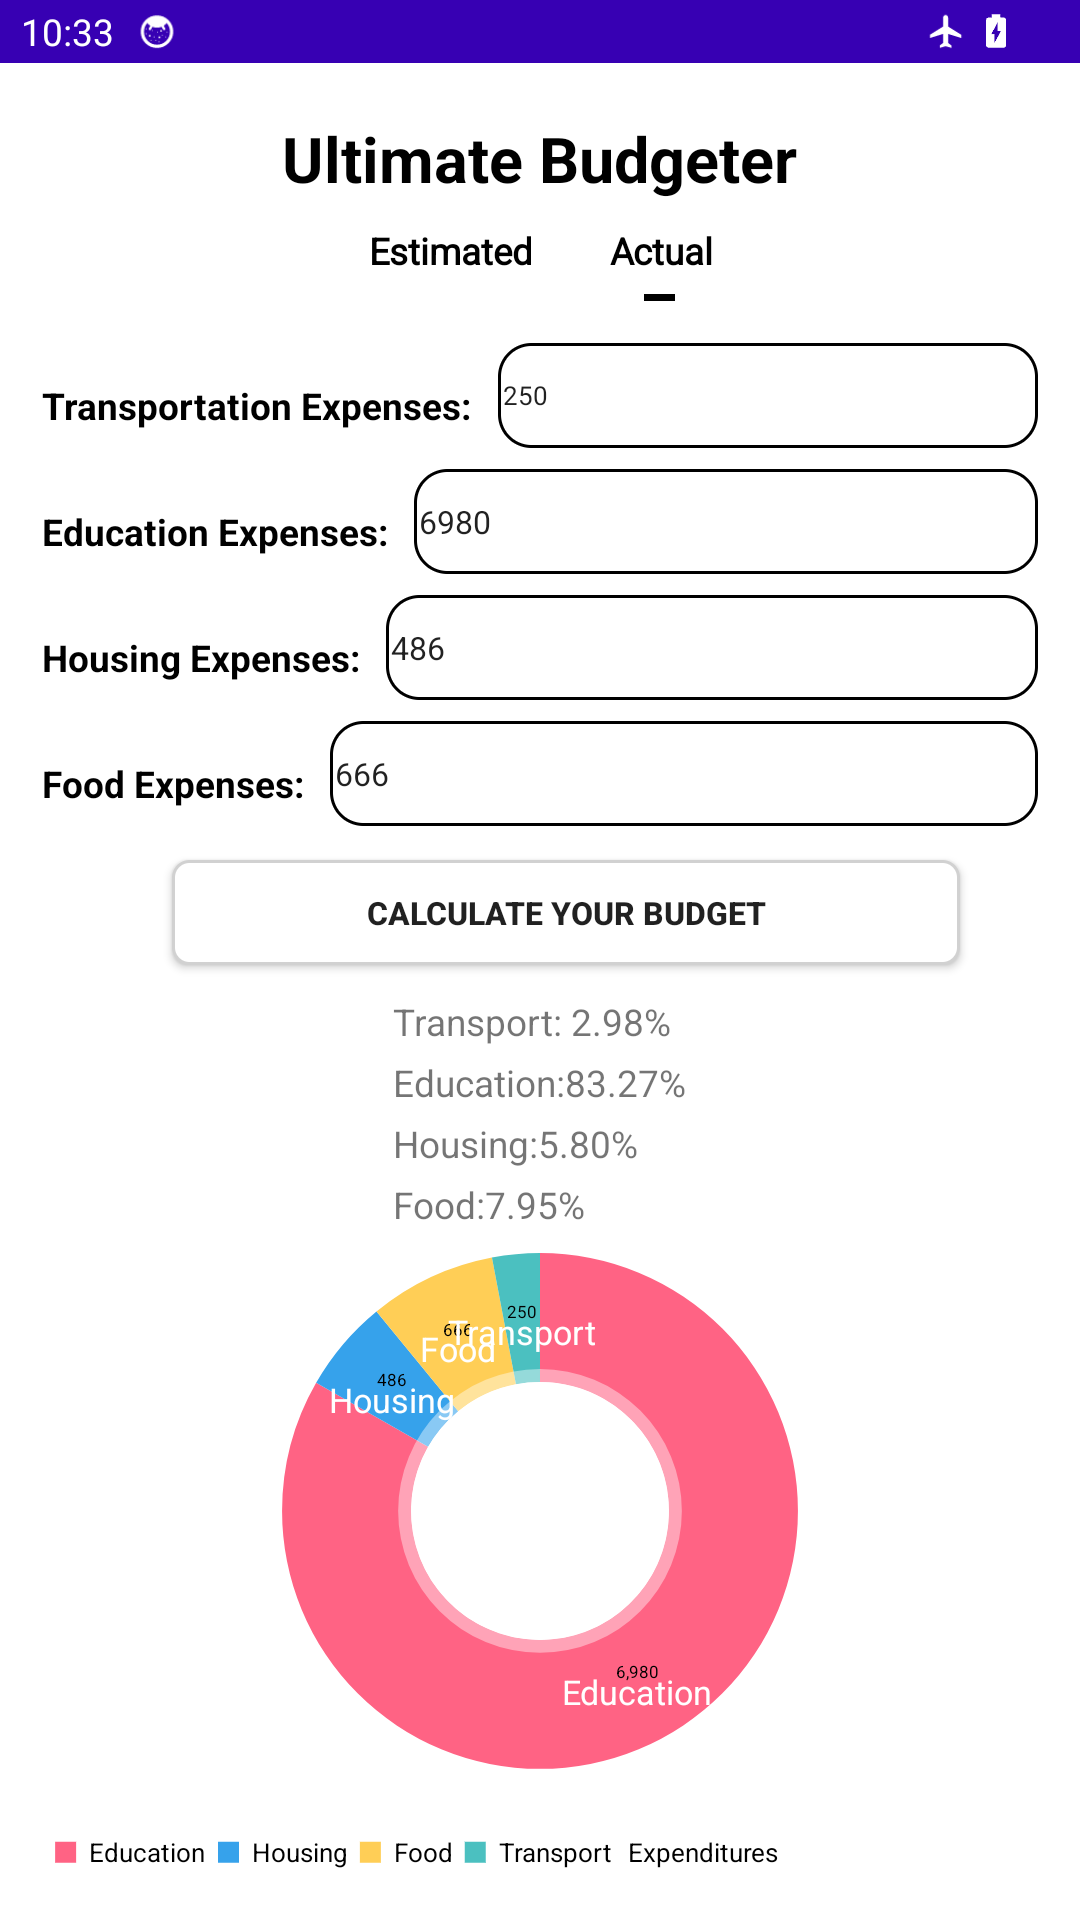 10:33
Ultimate Budgeter
Estimated Actual
Transportation Expenses: 250
Education Expenses: 6980
Housing Expenses: 486
Food Expenses: 666
CALCULATE YOUR BUDGET
Transport: 2.98%
Education:83.27%
Housing:5.80%
Food:7.95%
250
Transport
666
Food
486
Housing
6,980
Education
Education Housing Food Transport Expenditures